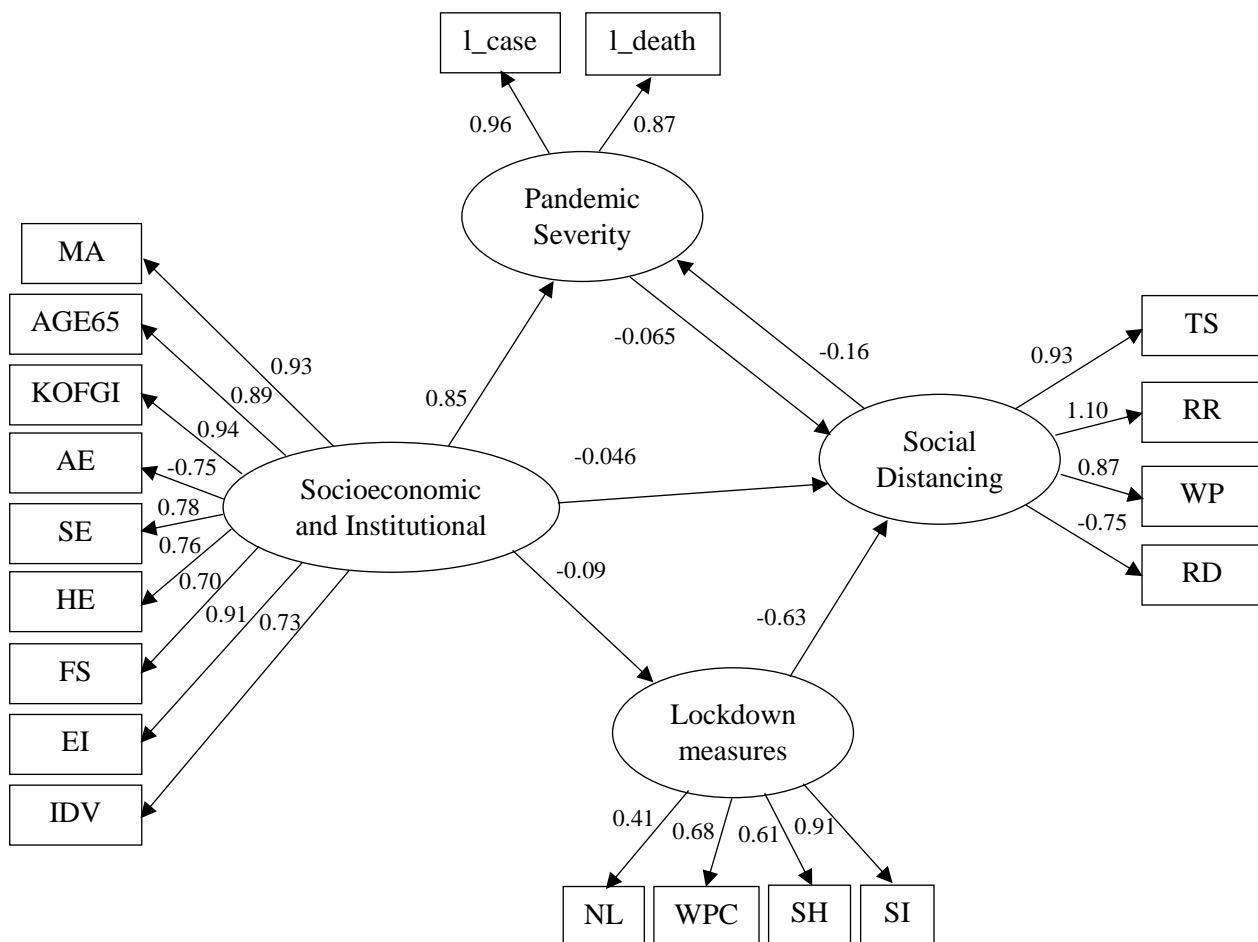 l_case
l_death
0.96
0.87
Pandemic
Severity
MA
AGE65
KOFGI
AE
SE
HE
FS
EI
IDV
0.93
0.89
0.94
-0.75
0.78
0.76
0.70
0.91
0.73
0.85
-0.065
-0.16
-0.046
-0.09
-0.63
Socioeconomic
and Institutional
Social
Distancing
0.93
1.10
0.87
-0.75
TS
RR
WP
RD
Lockdown
measures
0.41
0.68
0.61
0.91
NL
WPC
SH
SI